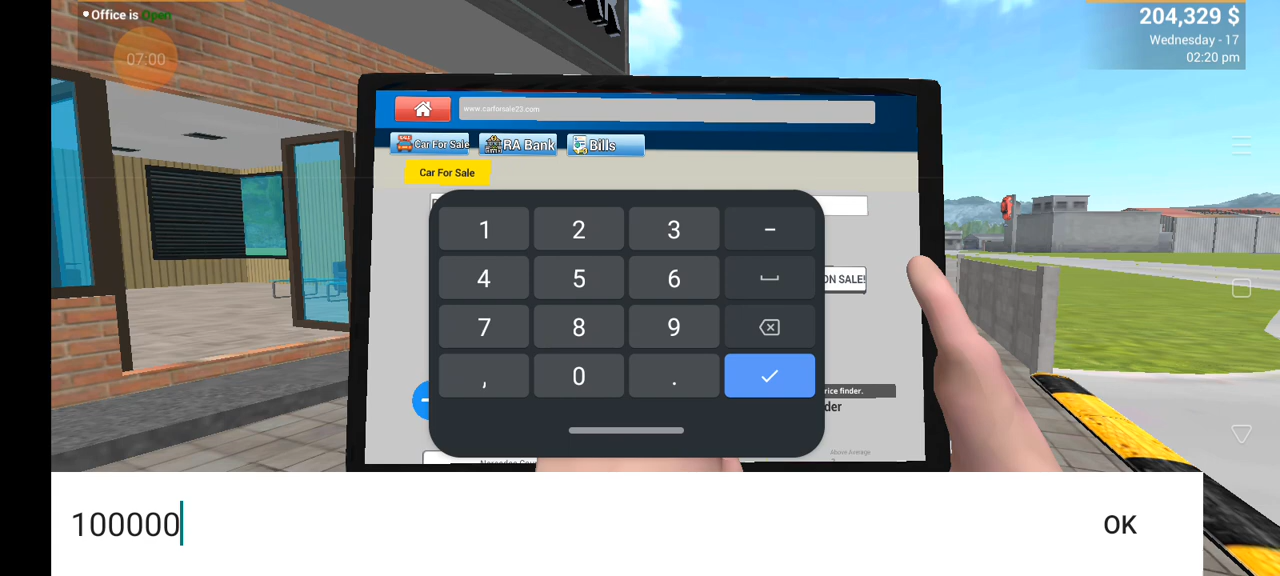 Office is Open
07:00
204,329 $
Wednesday - 17
02:20 pm
www.carforsale23.com
Car For Sale
RA Bank
Bills
Car For Sale
1 2 3 -
4 5 6
7 8 9
, 0 .
ON SALE!
rice finder.
der
Above Average
100000
OK